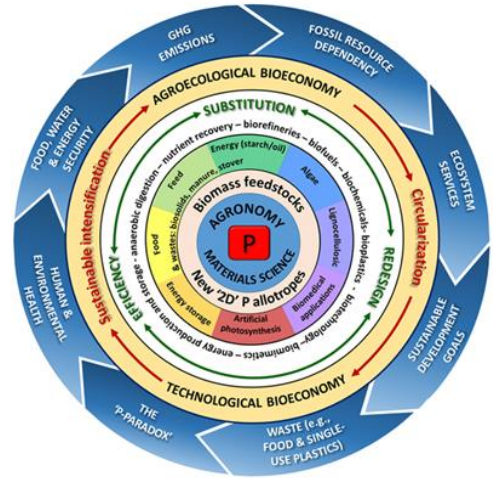 GHG
EMISSIONS
FOSSIL RESOURCE
DEPENDENCY
ECOSYSTEM
SERVICES
SUSTAINABLE
DEVELOPMENT
GOALS
WASTE (e.g.,
FOOD & SINGLE-
USE PLASTICS)
THE
'P-PARADOX'
HUMAN &
ENVIRONMENTAL
HEALTH
FOOD, WATER
& ENERGY
SECURITY
AGROECOLOGICAL BIOECONOMY
Circularization
TECHNOLOGICAL BIOECONOMY
Sustainable intensification
SUBSTITUTION
REDESIGN
EFFICIENCY
anaerobic digestion – nutrient recovery – biorefineries – biofuels – biochemicals- bioplastics - biotechnology– biomimetics – energy production and storage -
Energy (starch/oil)
Algae
Lignocellulosic
Biomedical
applications
Artificial
photosynthesis
Energy storage
Food
Feed
& wastes: biosolids, manure, stover
Biomass feedstocks
New '2D' P allotropes
AGRONOMY
P
MATERIALS SCIENCE